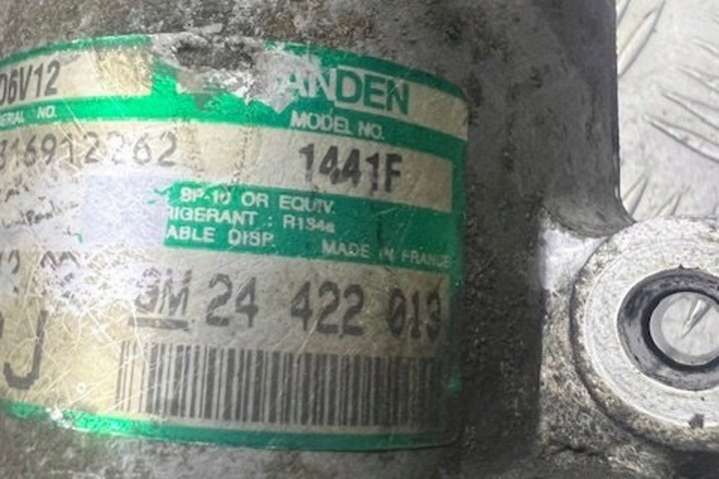 D6V12
ANDEN
SERIAL NO.
MODEL NO.
316912262
1441F
SP-10 OR EQUIV.
RIGERANT : R134a
ABLE DISP. MADE IN FRANCE
GM 24 422 013
J